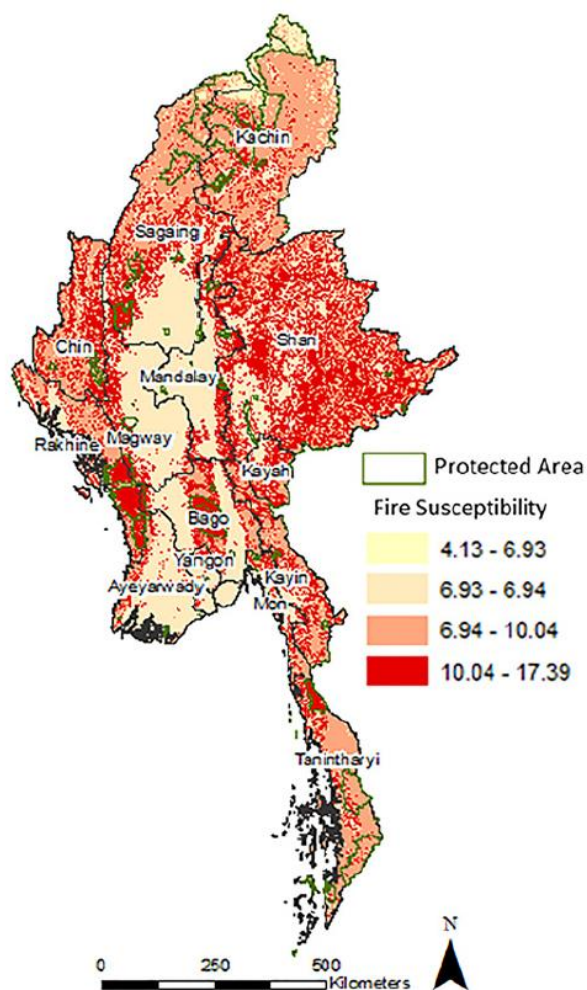 Kachin
Sagaing
Shan
Chin
Mandalay
Rakhine
Magway
Kayah
Bago
Yangon
Ayeyarwady
Kayin
Mon
Tanintharyi
Protected Area
Fire Susceptibility
4.13 - 6.93
6.93 - 6.94
6.94 - 10.04
10.04 - 17.39
N
0 250 500
Kilometers